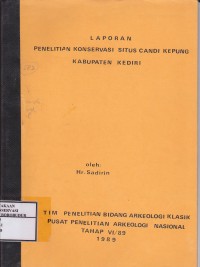 LAPORAN
PENELITIAN KONSERVASI SITUS CANDI KEPUNG
KABUPATEN KEDIRI
oleh:
Hr. Sadirin
TIM PENELITIAN BIDANG ARKEOLOGI KLASIK
PUSAT PENELITIAN ARKEOLOGI NASIONAL
TAHAP VI/89
1989